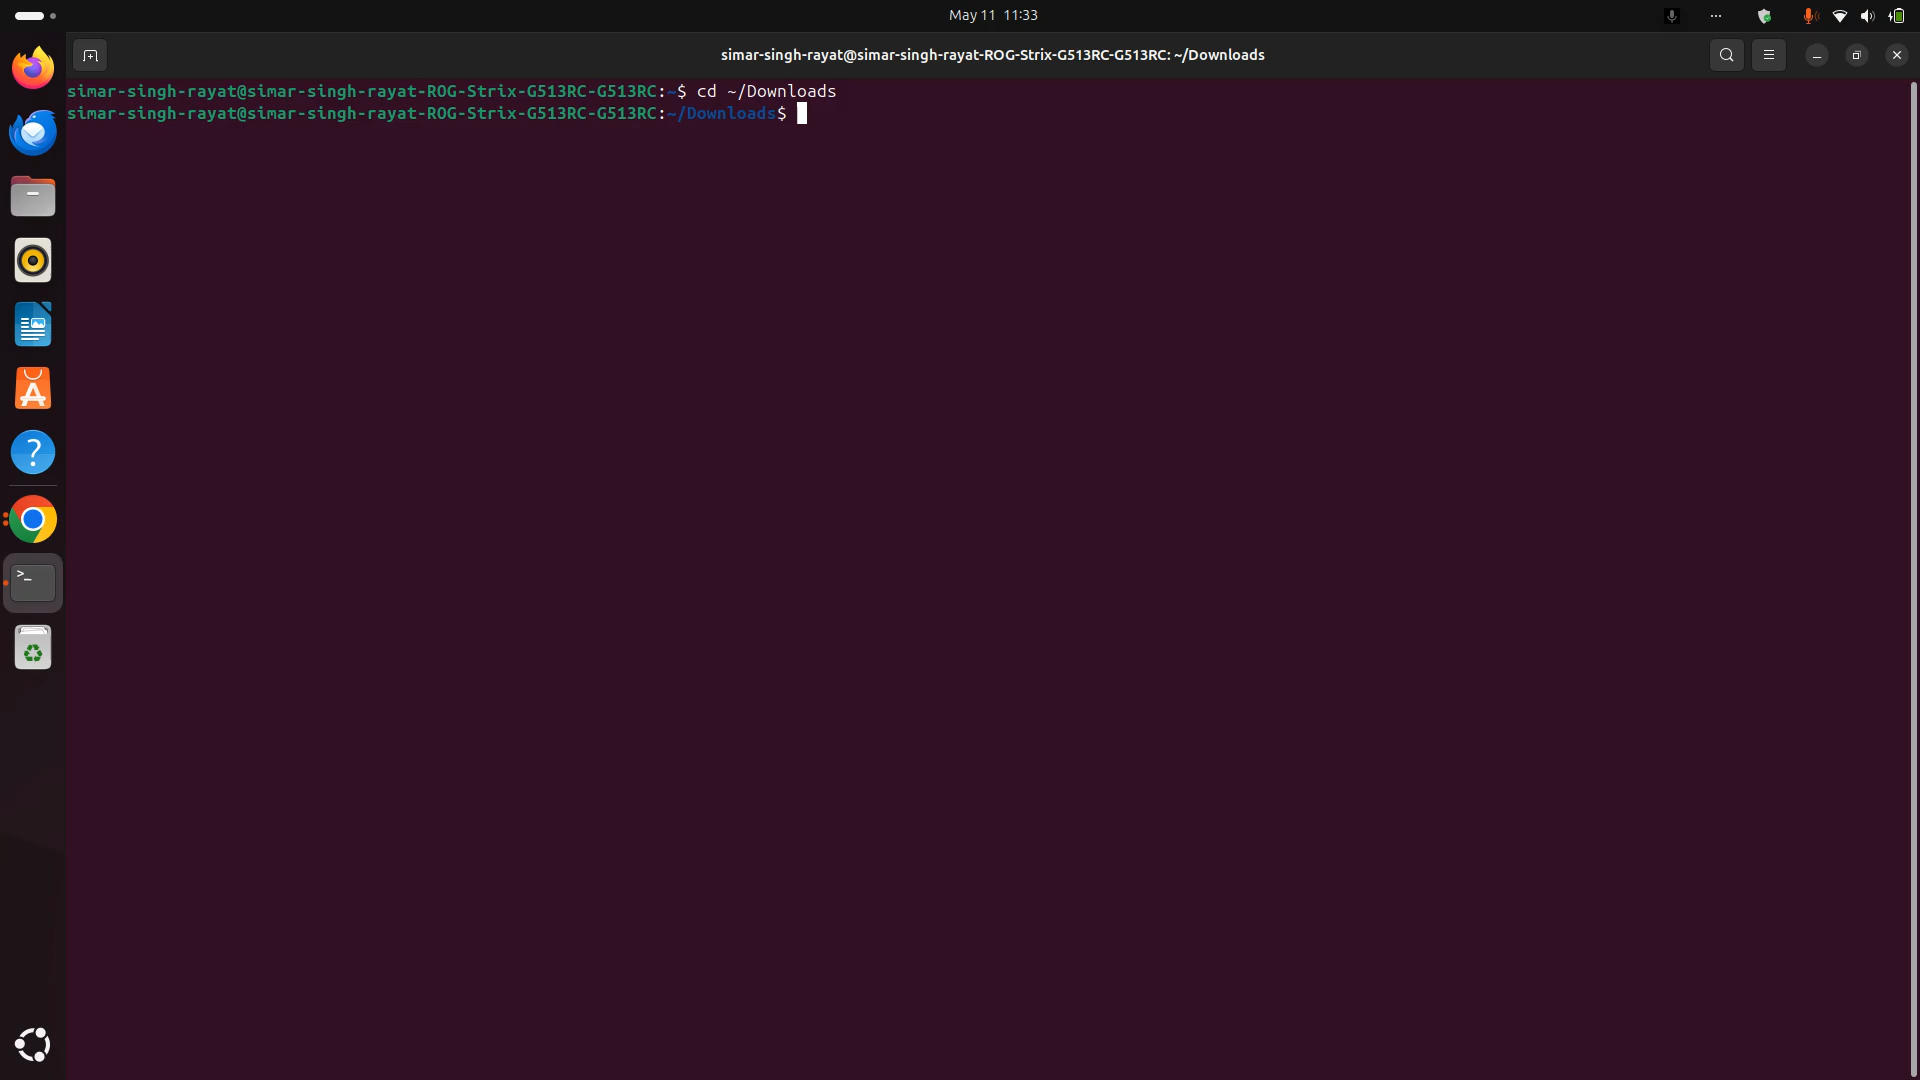 May 11 11:33
simar-singh-rayat@simar-singh-rayat-ROG-Strix-G513RC-G513RC: ~/Downloads
simar-singh-rayat@simar-singh-rayat-ROG-Strix-G513RC-G513RC:~$ cd ~/Downloads
simar-singh-rayat@simar-singh-rayat-ROG-Strix-G513RC-G513RC:~/Downloads$